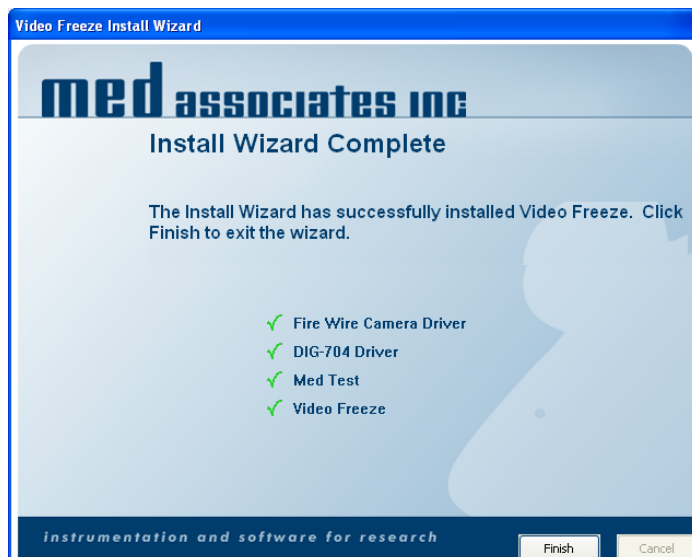 Video Freeze Install Wizard
med associates inc
Install Wizard Complete
The Install Wizard has successfully installed Video Freeze. Click
Finish to exit the wizard.
Fire Wire Camera Driver
DIG-704 Driver
Med Test
Video Freeze
instrumentation and software for research
Finish Cancel